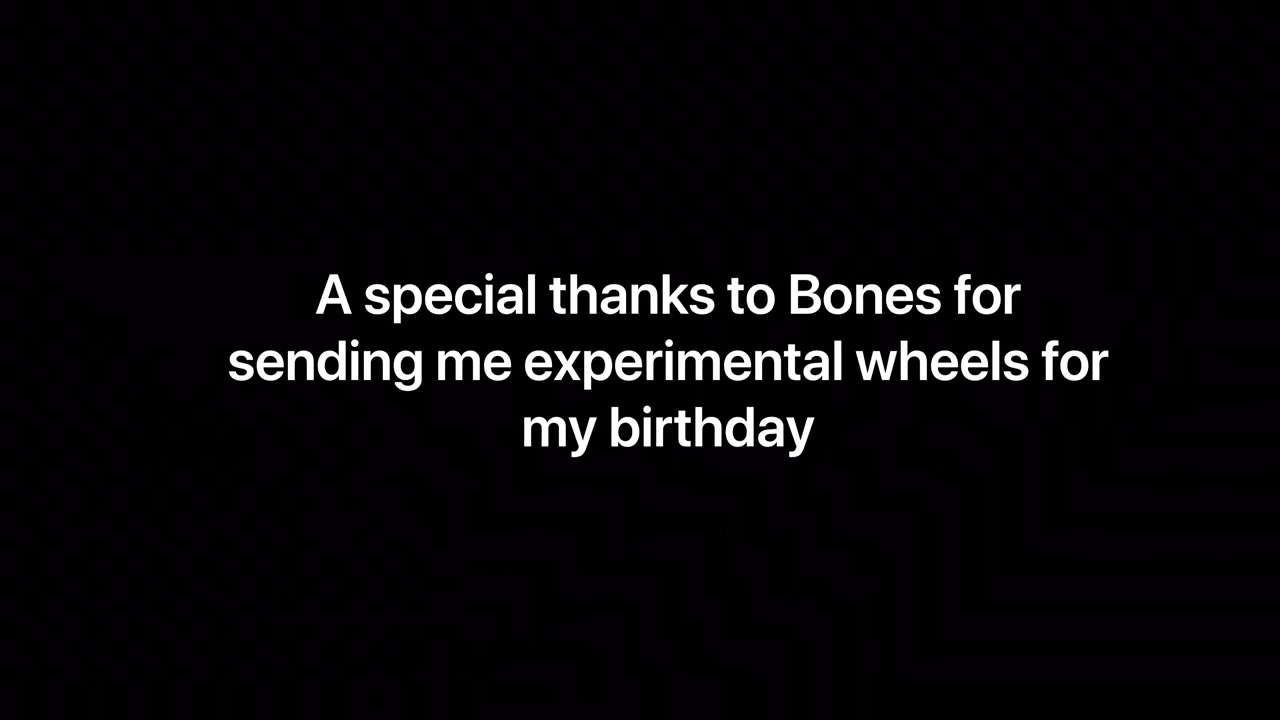 A special thanks to Bones for
sending me experimental wheels for
my birthday